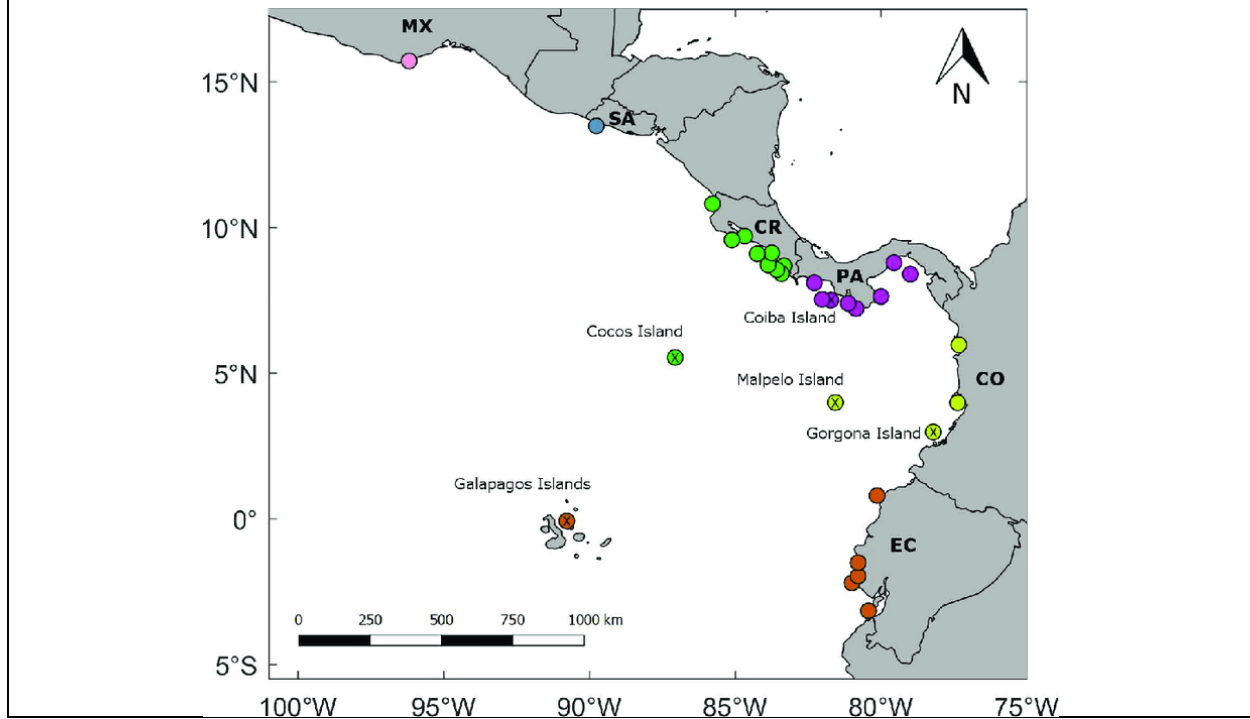 MX
15°N
N
SA
10°N
CR
PA
Coiba Island
Cocos Island
5°N
Malpelo Island
CO
Gorgona Island
Galapagos Islands
0°
EC
0 250 500 750 1000 km
5°S
100°W 95°W 90°W 85°W 80°W 75°W